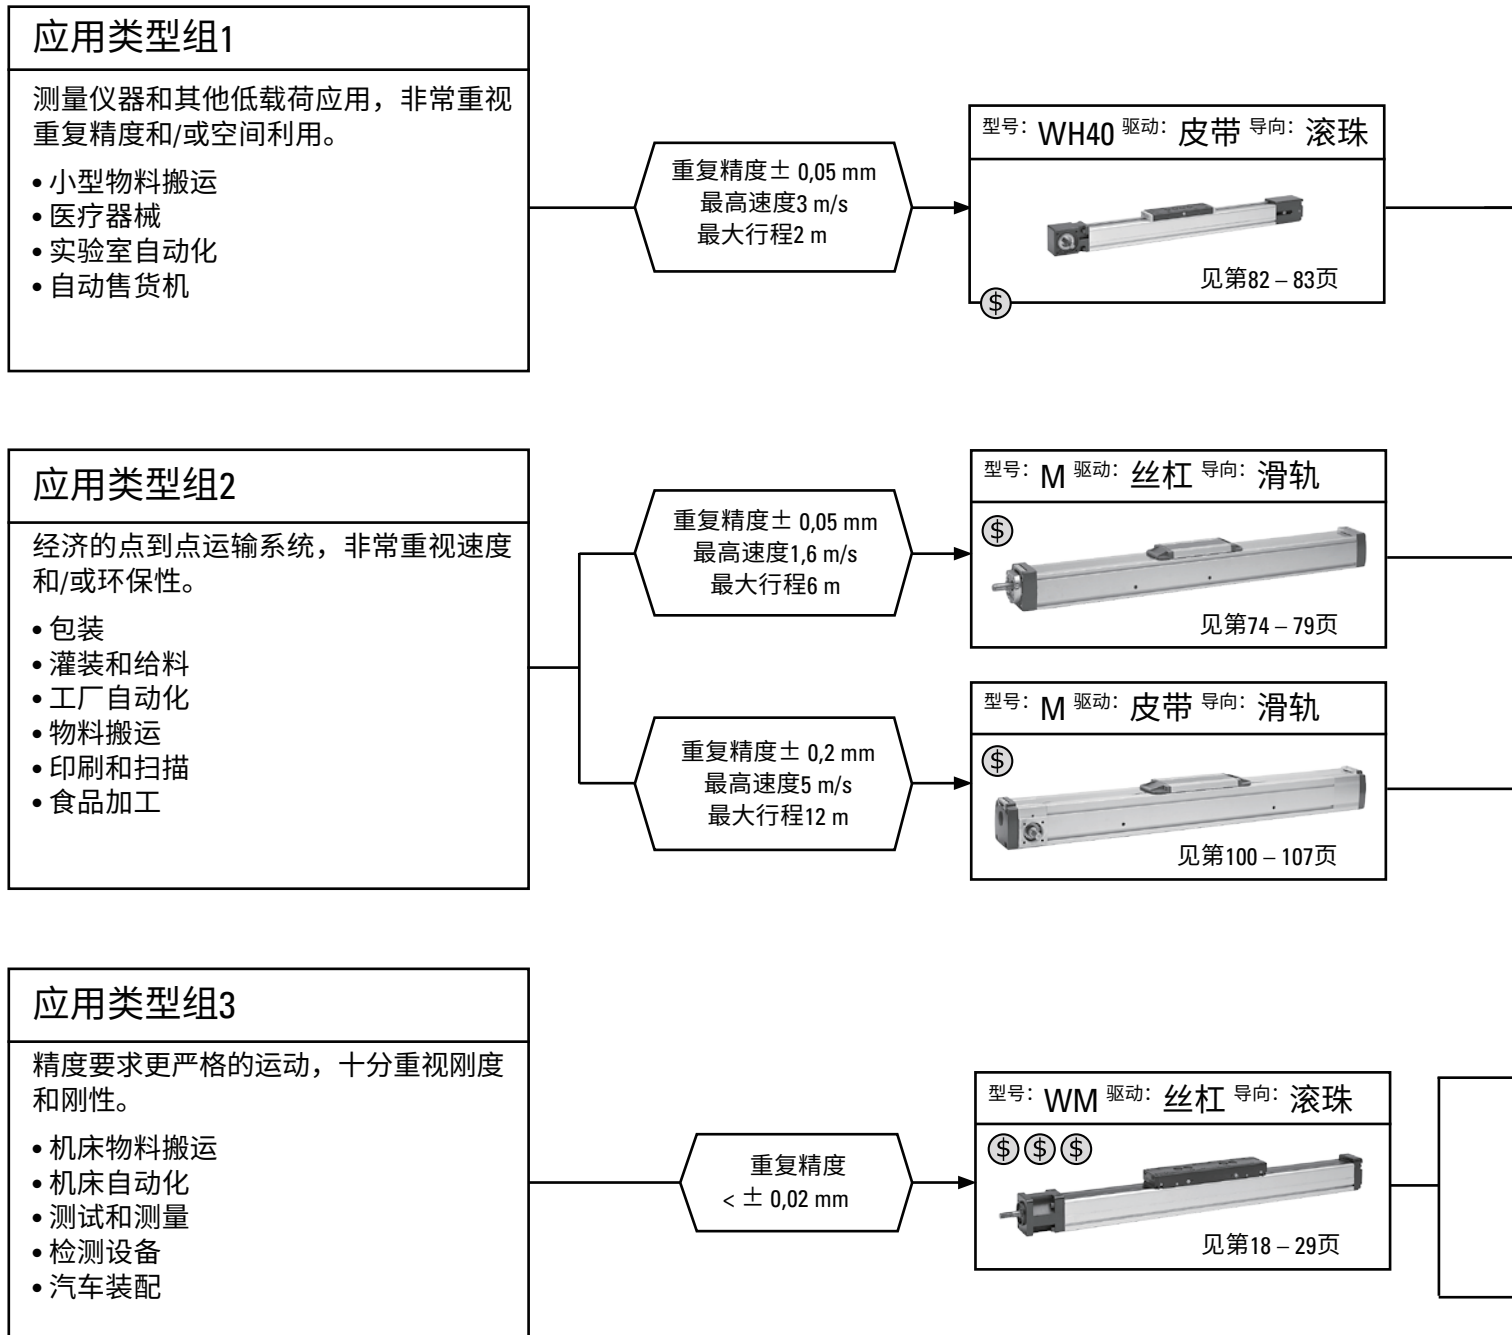 应用类型组1
测量仪器和其他低载荷应用，非常重视
重复精度和/或空间利用。
• 小型物料搬运
• 医疗器械
• 实验室自动化
• 自动售货机
重复精度± 0,05 mm
最高速度3 m/s
最大行程2 m
型号： WH40 驱动： 皮带 导向： 滚珠
见第82 – 83页
$
应用类型组2
经济的点到点运输系统，非常重视速度
和/或环保性。
• 包装
• 灌装和给料
• 工厂自动化
• 物料搬运
• 印刷和扫描
• 食品加工
重复精度± 0,05 mm
最高速度1,6 m/s
最大行程6 m
型号： M 驱动： 丝杠 导向： 滑轨
$
见第74 – 79页
重复精度± 0,2 mm
最高速度5 m/s
最大行程12 m
型号： M 驱动： 皮带 导向： 滑轨
$
见第100 – 107页
应用类型组3
精度要求更严格的运动，十分重视刚度
和刚性。
• 机床物料搬运
• 机床自动化
• 测试和测量
• 检测设备
• 汽车装配
重复精度
< ± 0,02 mm
型号： WM 驱动： 丝杠 导向： 滚珠
$ $ $
见第18 – 29页